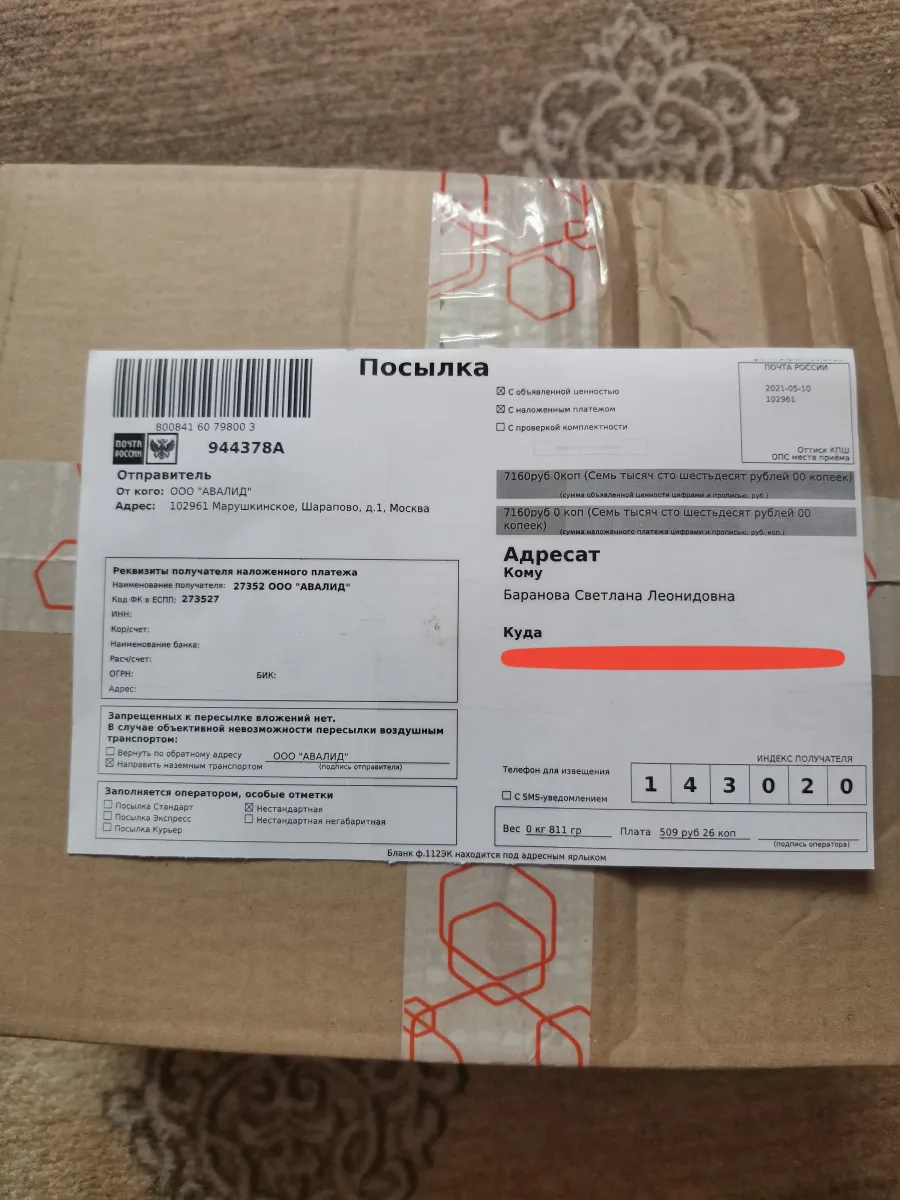 Посылка
800841 60 79800 3
ПОЧТА РОССИИ
944378А
Отправитель
От кого: ООО "АВАЛИД"
Адрес: 102961 Марушкинское, Шарапово, д.1, Москва
Реквизиты получателя наложенного платежа
Наименование получателя: 27352 ООО "АВАЛИД"
Код ФК в ЕСПП: 273527
ИНН:
Кор/счет:
Наименование банка:
Расч/счет:
ОГРН: БИК:
Адрес:
Запрещенных к пересылке вложений нет.
В случае объективной невозможности пересылки воздушным
транспортом:
Вернуть по обратному адресу
Направить наземным транспортом
ООО "АВАЛИД"
(подпись отправителя)
Заполняется оператором, особые отметки
Посылка Стандарт
Посылка Экспресс
Посылка Курьер
Нестандартная
Нестандартная негабаритная
С объявленной ценностью
С наложенным платежом
С проверкой комплектности
ПОЧТА РОССИИ
2021-05-10
102961
Оттиск КПШ
ОПС места приёма
7160руб 0коп (Семь тысяч сто шестьдесят рублей 00 копеек)
(сумма объявленной ценности цифрами и прописью, руб.)
7160руб 0 коп (Семь тысяч сто шестьдесят рублей 00
копеек)
(сумма наложенного платежа цифрами и прописью, руб. коп.)
Адресат
Кому
Баранова Светлана Леонидовна
Куда
ИНДЕКС ПОЛУЧАТЕЛЯ
Телефон для извещения
1 4 3 0 2 0
С SMS-уведомлением
Вес 0 кг 811 гр Плата 509 руб 26 коп
(подпись оператора)
Бланк ф.112ЭК находится под адресным ярлыком